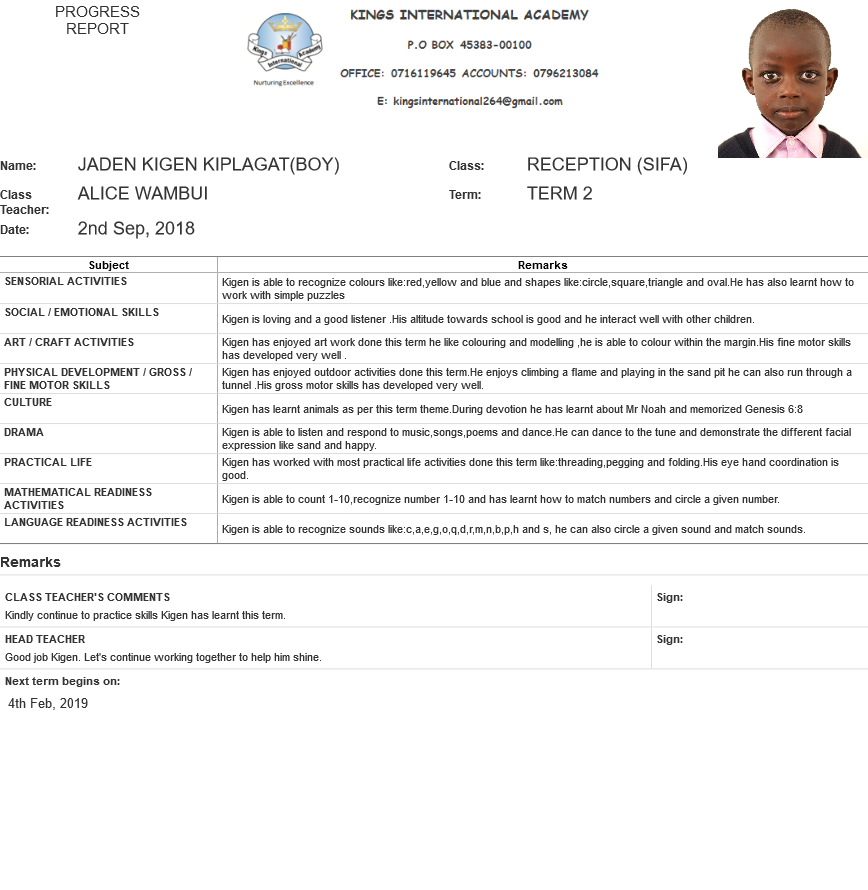 PROGRESS
REPORT
KINGS INTERNATIONAL ACADEMY
P.O BOX 45383-00100
OFFICE: 0716119645 ACCOUNTS: 0796213084
E: kingsinternational264@gmail.com
Kings Academy
International
Nurturing Excellence
Name: JADEN KIGEN KIPLAGAT(BOY) Class: RECEPTION (SIFA)
Class Teacher: ALICE WAMBUI Term: TERM 2
Date: 2nd Sep, 2018
Subject Remarks
SENSORIAL ACTIVITIES
Kigen is able to recognize colours like:red,yellow and blue and shapes like:circle,square,triangle and oval.He has also learnt how to
work with simple puzzles
SOCIAL / EMOTIONAL SKILLS
Kigen is loving and a good listener .His altitude towards school is good and he interact well with other children.
ART / CRAFT ACTIVITIES
Kigen has enjoyed art work done this term he like colouring and modelling ,he is able to colour within the margin.His fine motor skills
has developed very well .
PHYSICAL DEVELOPMENT / GROSS /
FINE MOTOR SKILLS
Kigen has enjoyed outdoor activities done this term.He enjoys climbing a flame and playing in the sand pit he can also run through a
tunnel .His gross motor skills has developed very well.
CULTURE
Kigen has learnt animals as per this term theme.During devotion he has learnt about Mr Noah and memorized Genesis 6:8
DRAMA
Kigen is able to listen and respond to music,songs,poems and dance.He can dance to the tune and demonstrate the different facial
expression like sand and happy.
PRACTICAL LIFE
Kigen has worked with most practical life activities done this term like:threading,pegging and folding.His eye hand coordination is
good.
MATHEMATICAL READINESS
ACTIVITIES
Kigen is able to count 1-10,recognize number 1-10 and has learnt how to match numbers and circle a given number.
LANGUAGE READINESS ACTIVITIES
Kigen is able to recognize sounds like:c,a,e,g,o,q,d,r,m,n,b,p,h and s, he can also circle a given sound and match sounds.
Remarks
CLASS TEACHER'S COMMENTS Sign:
Kindly continue to practice skills Kigen has learnt this term.
HEAD TEACHER Sign:
Good job Kigen. Let's continue working together to help him shine.
Next term begins on:
4th Feb, 2019